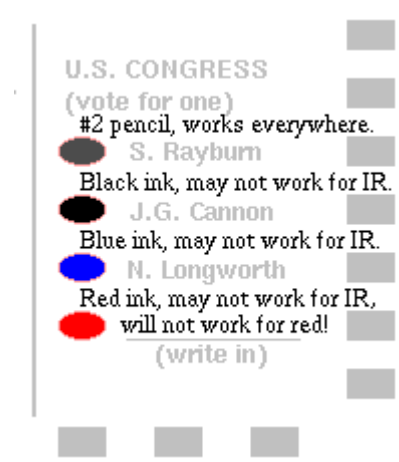 U.S. CONGRESS
(vote for one)
#2 pencil, works everywhere.
S. Rayburn
Black ink, may not work for IR.
J.G. Cannon
Blue ink, may not work for IR.
N. Longworth
Red ink, may not work for IR,
will not work for red!
(write in)